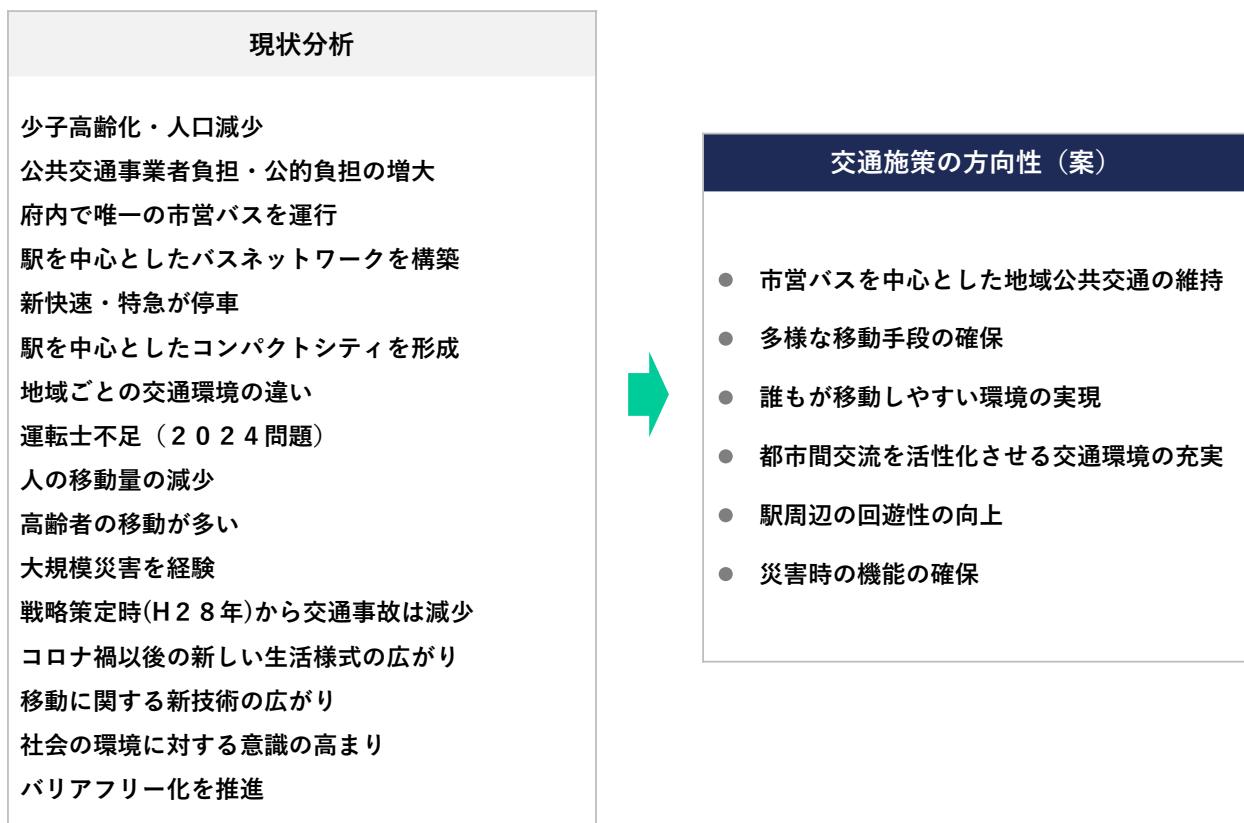 現状分析
少子高齢化・人口減少
公共交通事業者負担・公的負担の増大
府内で唯一の市営バスを運行
駅を中心としたバスネットワークを構築
新快速・特急が停車
駅を中心としたコンパクトシティを形成
地域ごとの交通環境の違い
運転士不足（２０２４問題）
人の移動量の減少
高齢者の移動が多い
大規模災害を経験
戦略策定時(H２８年)から交通事故は減少
コロナ禍以後の新しい生活様式の広がり
移動に関する新技術の広がり
社会の環境に対する意識の高まり
バリアフリー化を推進
交通施策の方向性（案）
● 市営バスを中心とした地域公共交通の維持
● 多様な移動手段の確保
● 誰もが移動しやすい環境の実現
● 都市間交流を活性化させる交通環境の充実
● 駅周辺の回遊性の向上
● 災害時の機能の確保